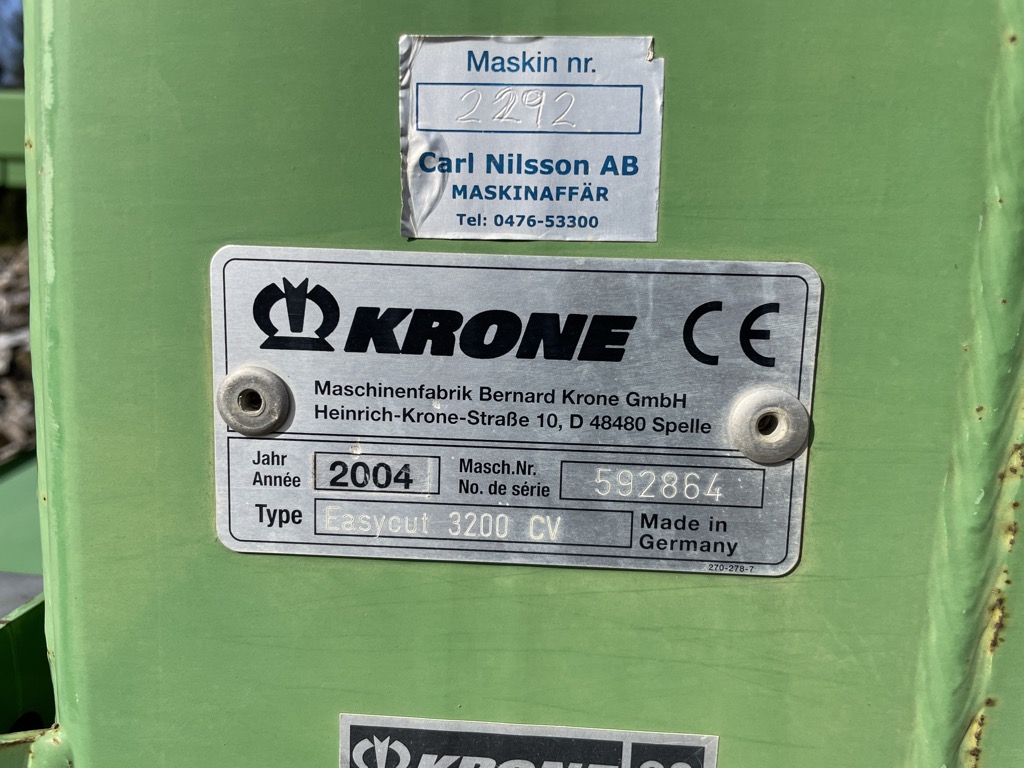 Maskin nr.
2292
Carl Nilsson AB
MASKINAFFÄR
Tel: 0476-53300
KRONE CE
Maschinenfabrik Bernard Krone GmbH
Heinrich-Krone-Straße 10, D 48480 Spelle
Jahr
Année
2004
Masch.Nr.
No. de série
592864
Type
Easycut 3200 CV
Made in
Germany
270-278-7
KRONE